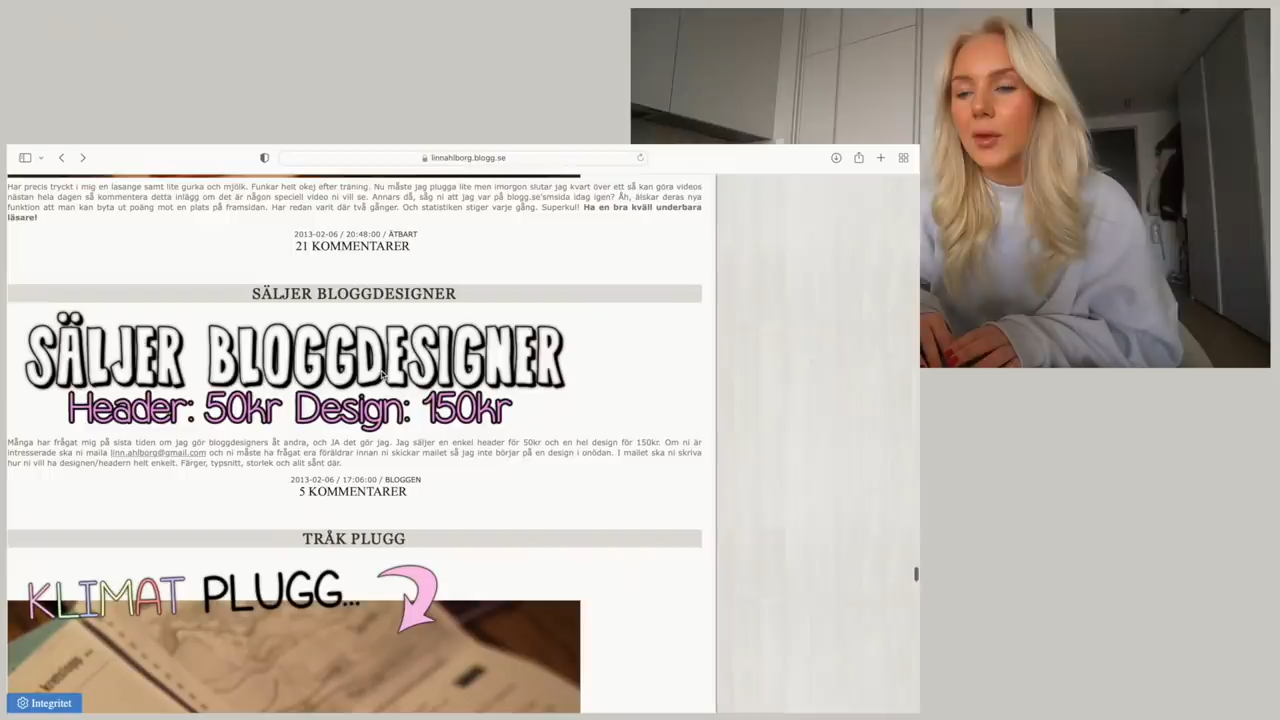 linnahlborg.blogg.se
Har precis tryckt i mig en lasange samt lite gurka och mjölk. Funkar helt okej efter träning. Nu måste jag plugga lite men imorgon slutar jag kvart över ett så kan göra videos
nästan hela dagen så kommentera detta inlägg om det är någon speciell video ni vill se. Annars då, såg ni att jag var på blogg.se'smsida idag igen? Åh, älskar deras nya
funktion att man kan byta ut poäng mot en plats på framsidan. Har redan varit där två gånger. Och statistiken stiger varje gång. Superkul! Ha en bra kväll underbara
läsare!
2013-02-06 / 20:48:00 / ÄTBART
21 KOMMENTARER
SÄLJER BLOGGDESIGNER
SÄLJER BLOGGDESIGNER
Header: 50kr Design: 150kr
Många har frågat mig på sista tiden om jag gör bloggdesigners åt andra, och JA det gör jag. Jag säljer en enkel header för 50kr och en hel design för 150kr. Om ni är
intresserade ska ni maila linn.ahlborg@gmail.com och ni måste ha frågat era föräldrar innan ni skickar mailet så jag inte börjar på en design i onödan. I mailet ska ni skriva
hur ni vill ha designen/headern helt enkelt. Färger, typsnitt, storlek och allt sånt där.
2013-02-06 / 17:06:00 / BLOGGEN
5 KOMMENTARER
TRÅK PLUGG
KLIMAT PLUGG...
Integritet